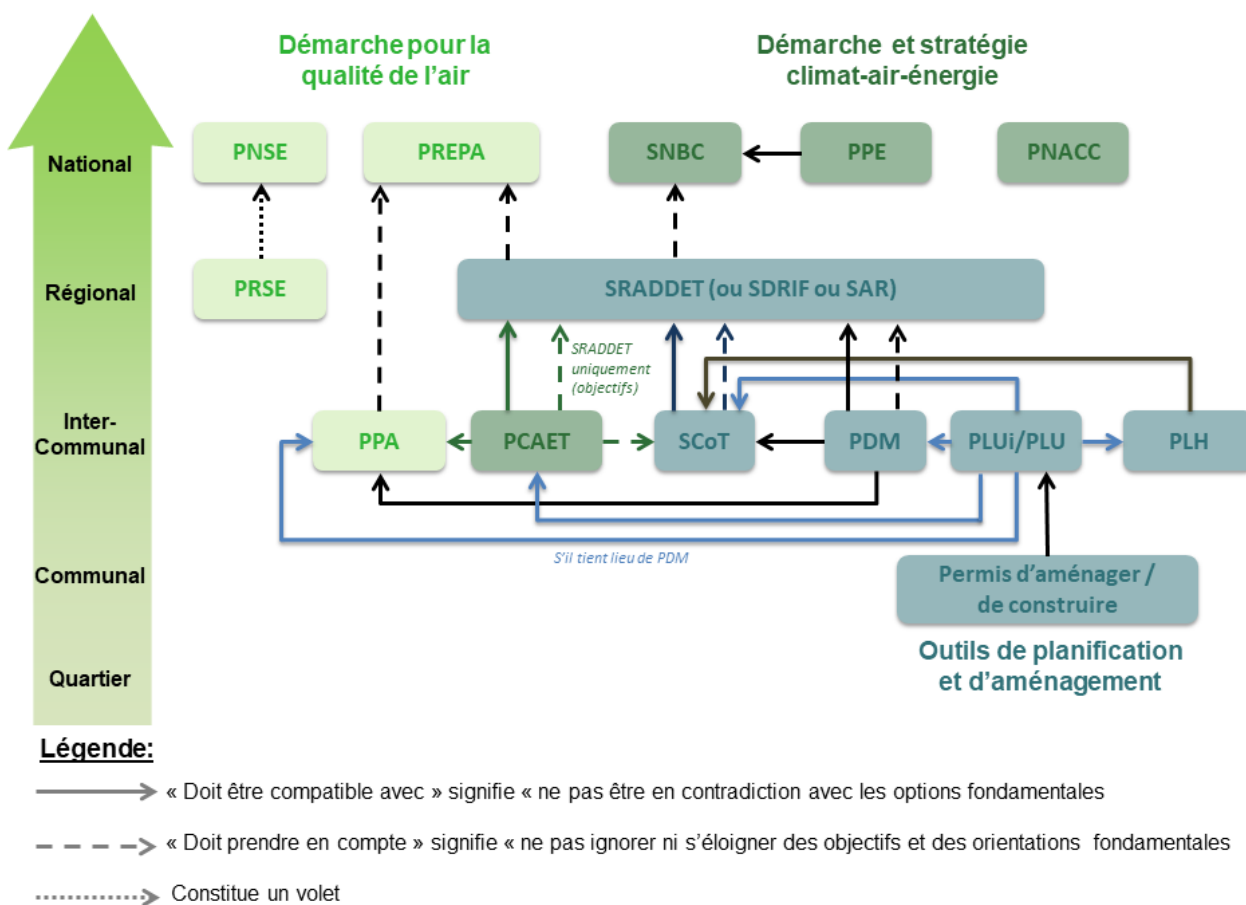 Démarche pour la
qualité de l'air
Démarche et stratégie
climat-air-énergie
National
PNSE
PREPA
SNBC
PPE
PNACC
Régional
PRSE
SRADDET (ou SDRIF ou SAR)
SRADDET
uniquement
(objectifs)
Inter-
Communal
PPA
PCAET
SCoT
PDM
PLUi/PLU
PLH
S'il tient lieu de PDM
Communal
Permis d'aménager /
de construire
Quartier
Outils de planification
et d'aménagement
Légende:
« Doit être compatible avec » signifie « ne pas être en contradiction avec les options fondamentales
« Doit prendre en compte » signifie « ne pas ignorer ni s'éloigner des objectifs et des orientations fondamentales
Constitue un volet